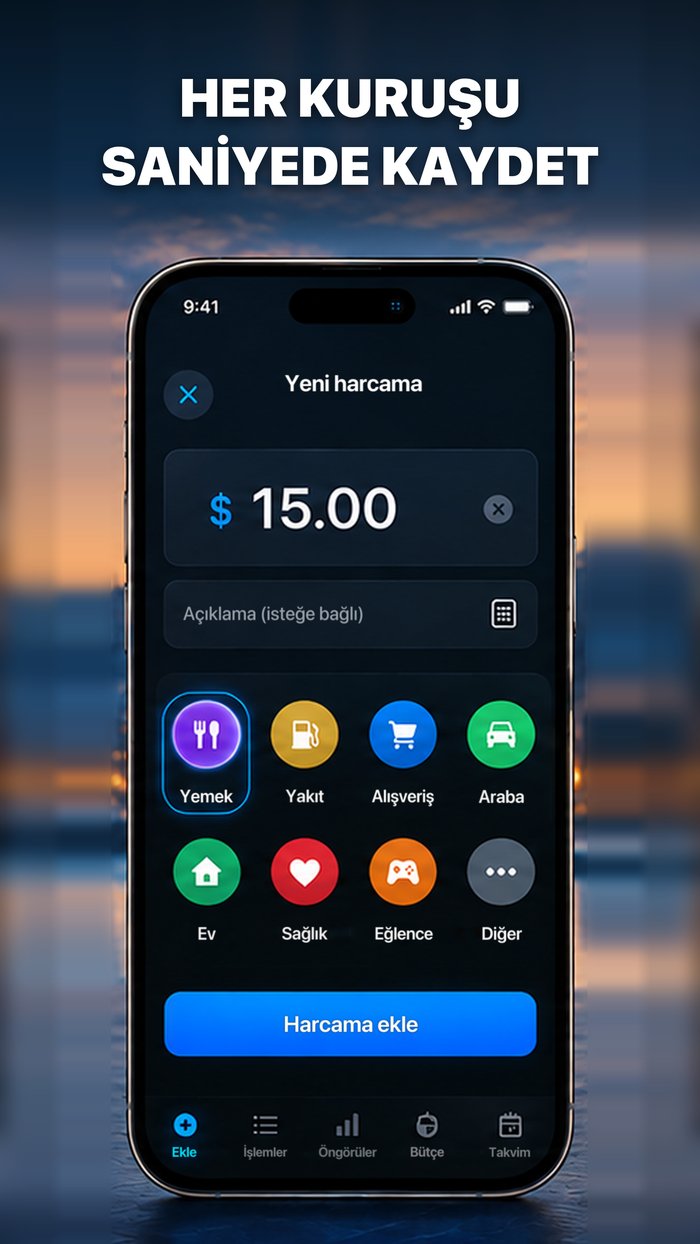 HER KURUŞU
SANİYEDE KAYDET
9:41
Yeni harcama
$ 15.00
Açıklama (isteğe bağlı)
Yemek Yakıt Alışveriş Araba
Ev Sağlık Eğlence Diğer
Harcama ekle
Ekle İşlemler Öngörüler Bütçe Takvim